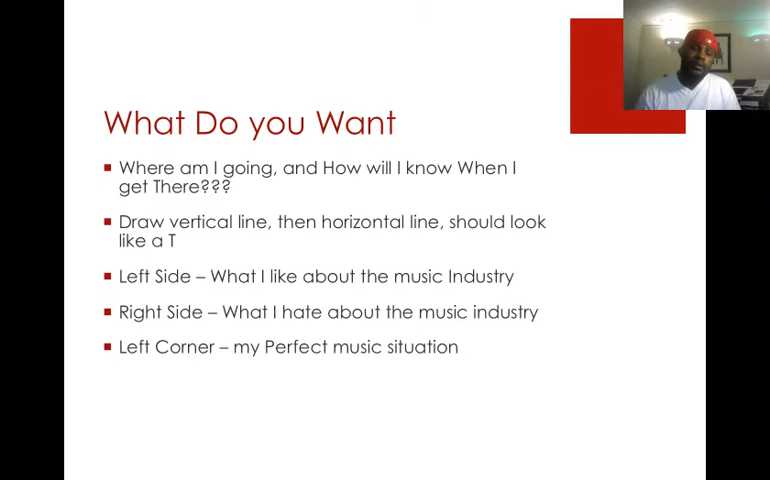 What Do you Want
Where am I going, and How will I know When I
get There???
Draw vertical line, then horizontal line, should look
like a T
Left Side – What I like about the music Industry
Right Side – What I hate about the music industry
Left Corner – my Perfect music situation